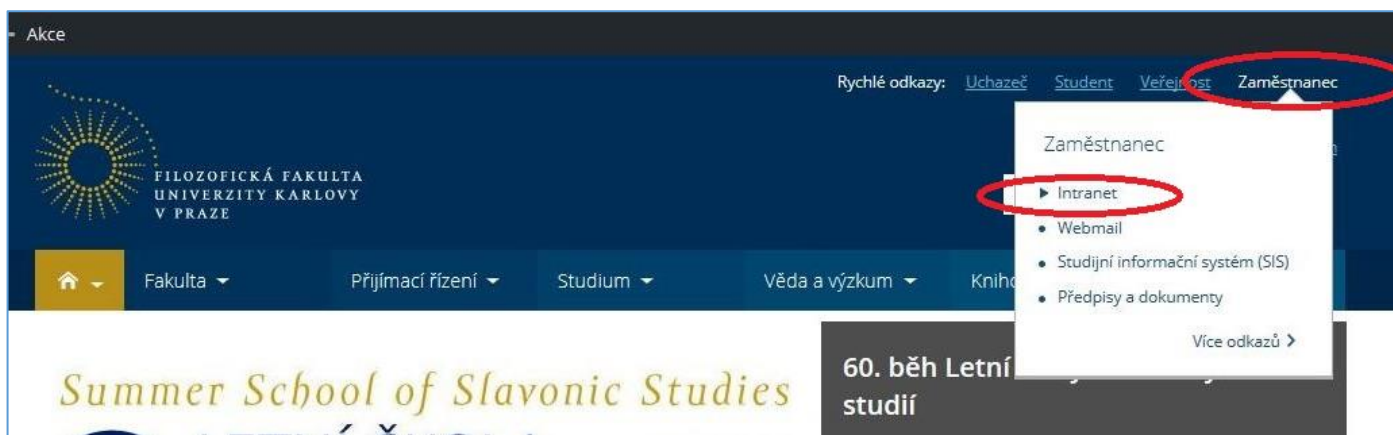 Akce
Rychlé odkazy: Uchazeč Student Veřejnost Zaměstnanec
FILOZOFICKÁ FAKULTA
UNIVERZITY KARLOVY
V PRAZE
Zaměstnanec
Intranet
Webmail
Studijní informační systém (SIS)
Předpisy a dokumenty
Více odkazů
Fakulta Přijímací řízení Studium Věda a výzkum
60. běh Letní
studií
Summer School of Slavonic Studies